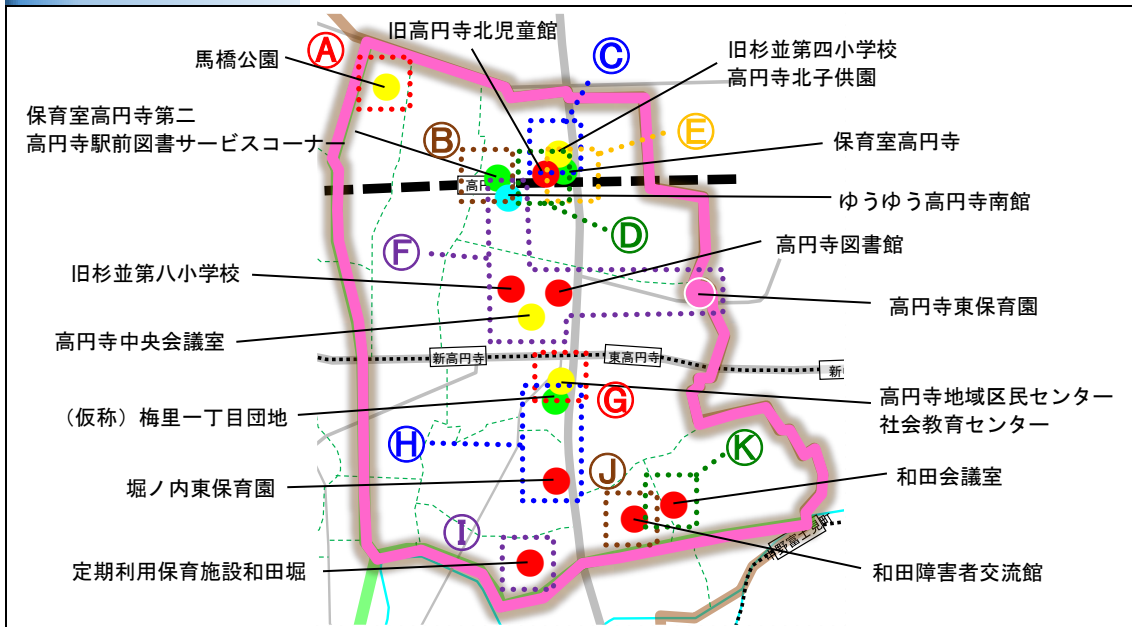 Ⓐ
馬橋公園
旧高円寺北児童館
Ⓒ
旧杉並第四小学校
高円寺北子供園
保育室高円寺第二
高円寺駅前図書サービスコーナー
Ⓑ
Ⓔ
保育室高円寺
高円
ゆうゆう高円寺南館
Ⓓ
Ⓕ
高円寺図書館
旧杉並第八小学校
高円寺東保育園
高円寺中央会議室
新高円寺
東高円寺
新
高円寺地域区民センター
社会教育センター
（仮称）梅里一丁目団地
Ⓖ
Ⓗ
Ⓙ
Ⓚ
和田会議室
堀ノ内東保育園
Ⓘ
定期利用保育施設和田堀
和田障害者交流館
野富士見町